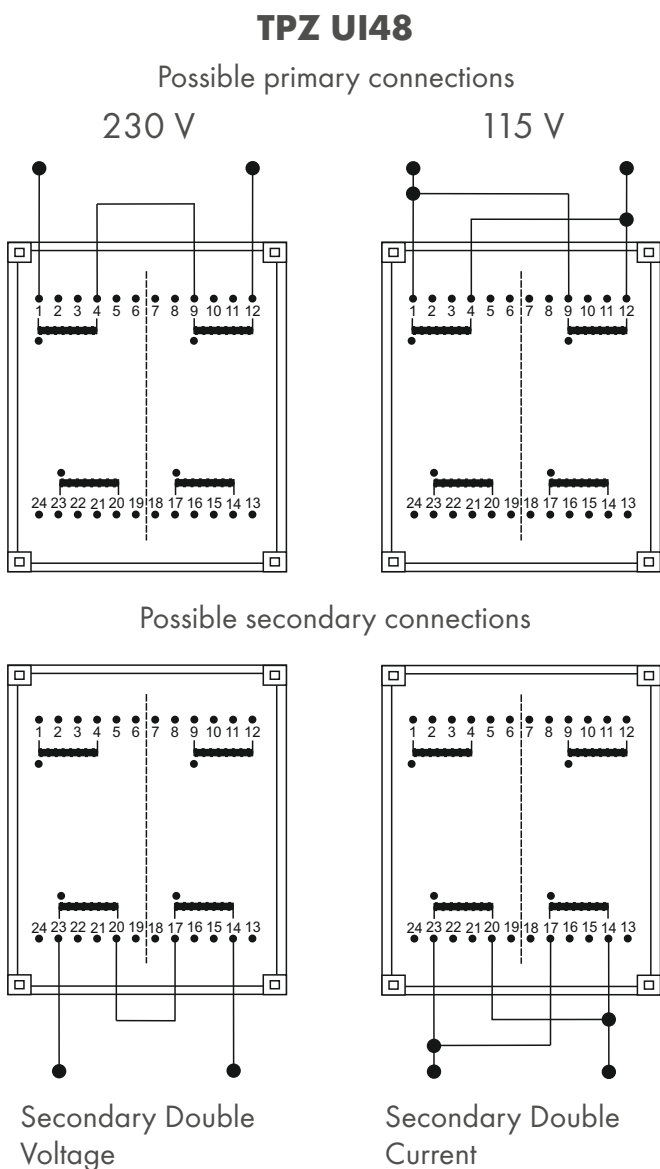 TPZ UI48
Possible primary connections
230 V
115 V
1 2 3 4 5 6 7 8 9 10 11 12
24 23 22 21 20 19 18 17 16 15 14 13
1 2 3 4 5 6 7 8 9 10 11 12
24 23 22 21 20 19 18 17 16 15 14 13
Possible secondary connections
1 2 3 4 5 6 7 8 9 10 11 12
24 23 22 21 20 19 18 17 16 15 14 13
1 2 3 4 5 6 7 8 9 10 11 12
24 23 22 21 20 19 18 17 16 15 14 13
Secondary Double
Voltage
Secondary Double
Current